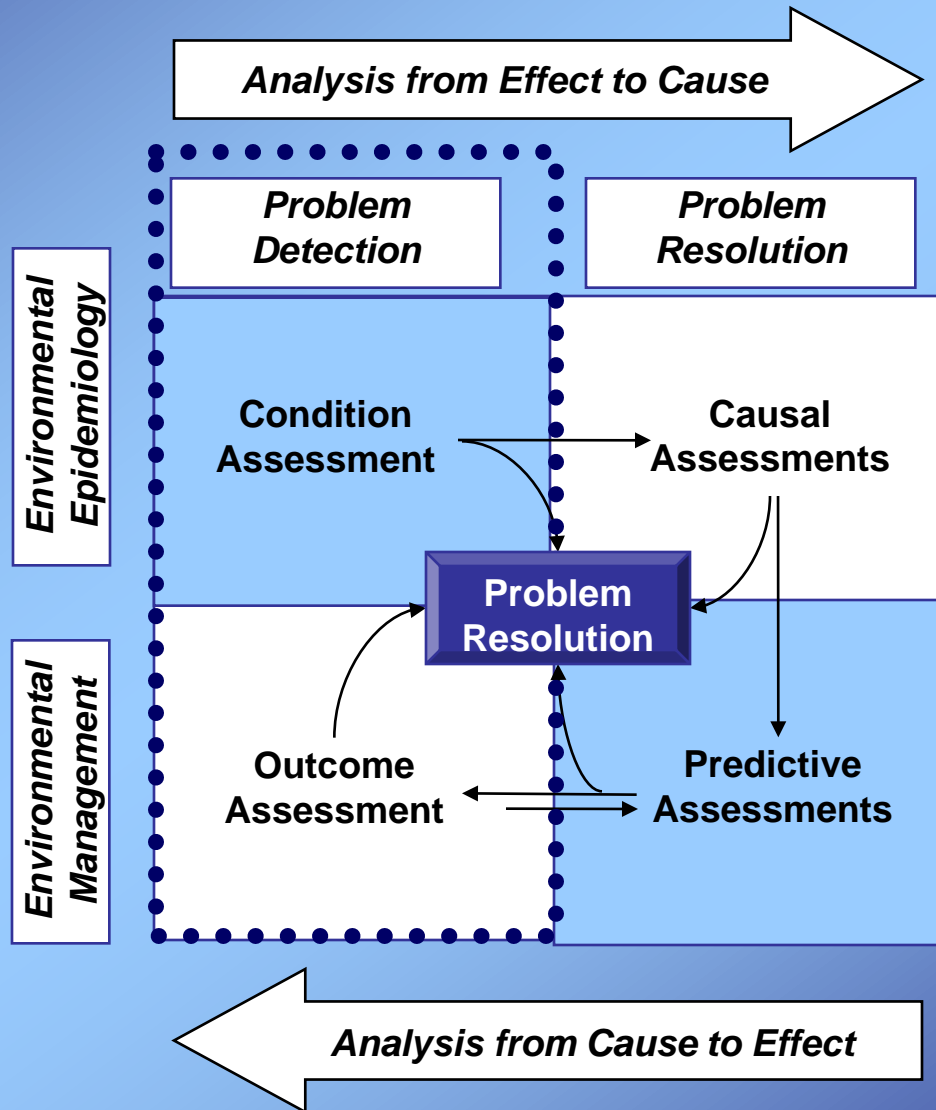 Analysis from Effect to Cause
Problem
Detection
Problem
Resolution
Environmental
Epidemiology
Condition
Assessment
Causal
Assessments
Problem
Resolution
Environmental
Management
Outcome
Assessment
Predictive
Assessments
Analysis from Cause to Effect